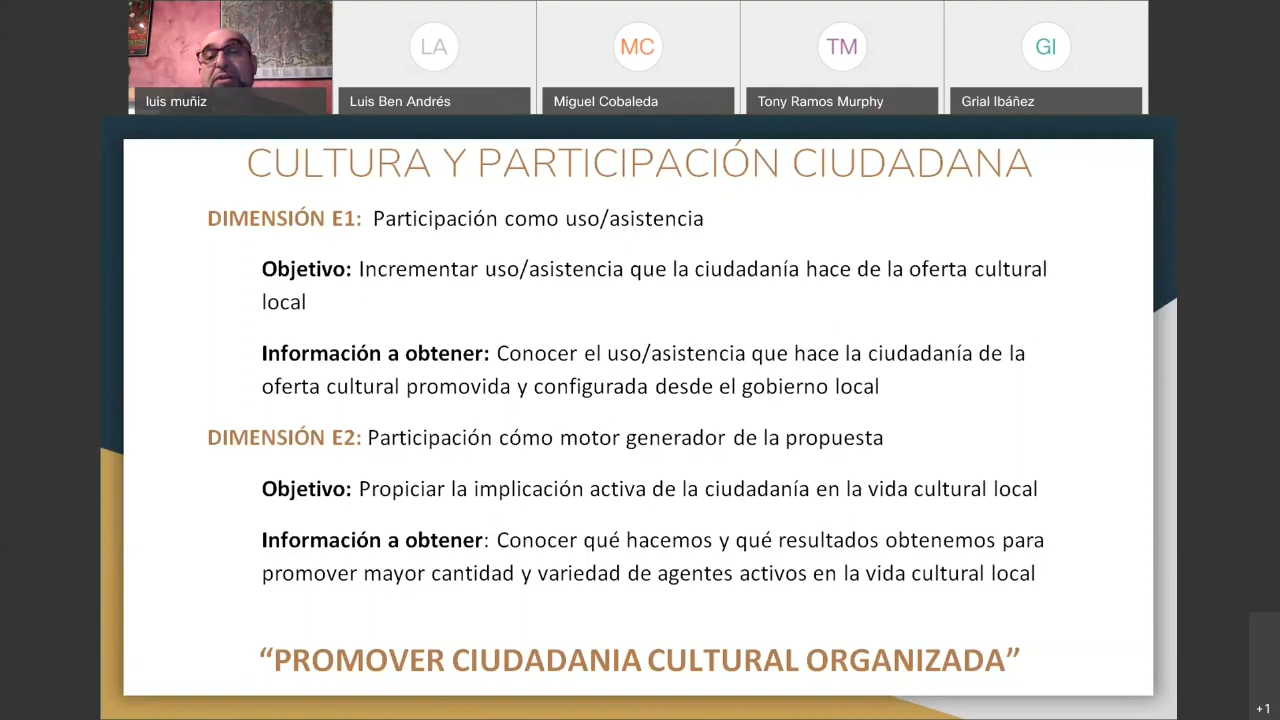 LA
MC
TM
GI
luis muñiz
Luis Ben Andrés
Miguel Cobaleda
Tony Ramos Murphy
Grial Ibáñez
CULTURA Y PARTICIPACIÓN CIUDADANA
DIMENSIÓN E1: Participación como uso/asistencia
Objetivo: Incrementar uso/asistencia que la ciudadanía hace de la oferta cultural
local
Información a obtener: Conocer el uso/asistencia que hace la ciudadanía de la
oferta cultural promovida y configurada desde el gobierno local
DIMENSIÓN E2: Participación cómo motor generador de la propuesta
Objetivo: Propiciar la implicación activa de la ciudadanía en la vida cultural local
Información a obtener: Conocer qué hacemos y qué resultados obtenemos para
promover mayor cantidad y variedad de agentes activos en la vida cultural local
“PROMOVER CIUDADANIA CULTURAL ORGANIZADA”
+1